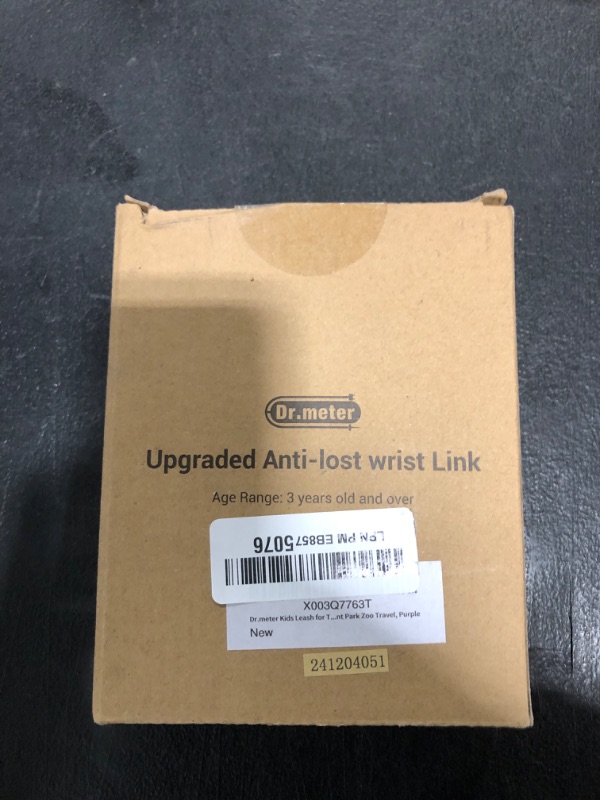 Dr.meter
Upgraded Anti-lost wrist Link
Age Range: 3 years old and over
LPN PM EB8575076
X003Q7763T
Dr.meter Kids Leash for T...nt Park Zoo Travel, Purple
New
241204051